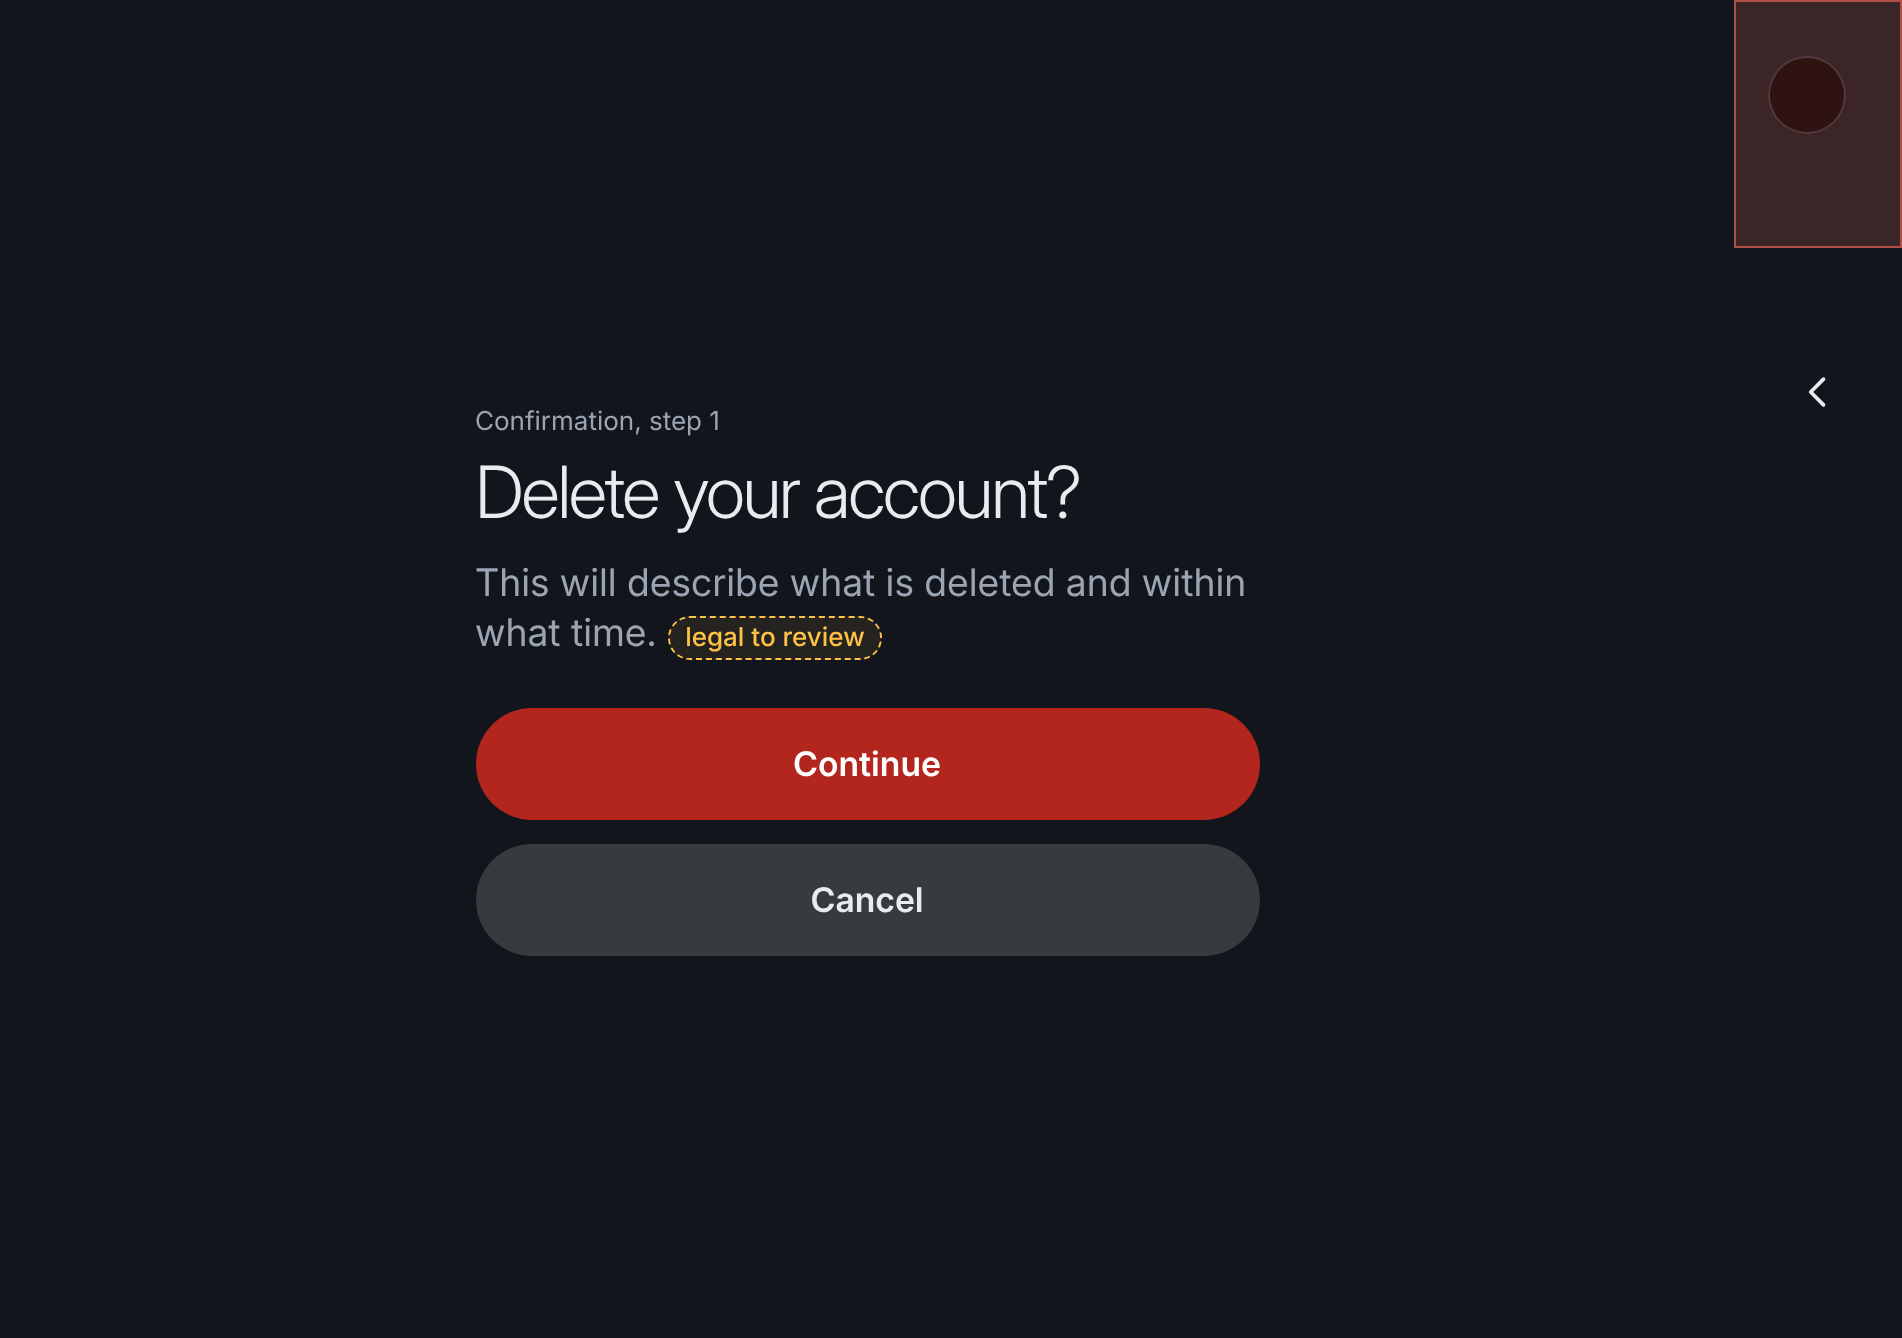 Confirmation, step 1
Delete your account?
This will describe what is deleted and within
what time. legal to review
Continue
Cancel